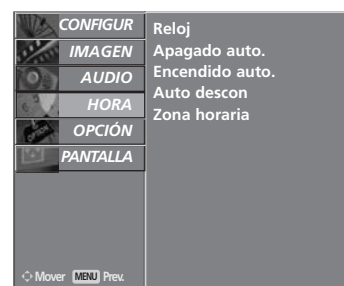 CONFIGUR
IMAGEN
AUDIO
HORA
OPCIÓN
PANTALLA
Reloj
Apagado auto.
Encendido auto.
Auto descon
Zona horaria
Mover MENU Prev.